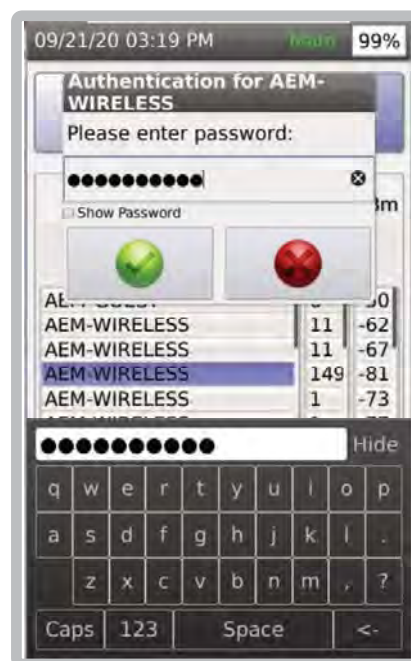 09/21/20 03:19 PM 99%
Authentication for AEM-
WIRELESS
Please enter password:
●●●●●●●●●●
Show Password
AEM-WIRELESS 11 -62
AEM-WIRELESS 11 -67
AEM-WIRELESS 149 -81
AEM-WIRELESS 1 -73
●●●●●●●●●● Hide
q w e r t y u i o p
a s d f g h j k l .
z x c v b n m , ?
Caps 123 Space <-